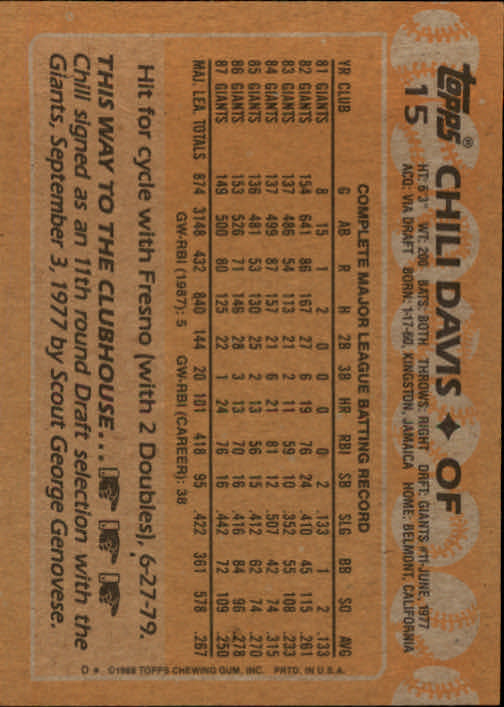 topps® CHILI DAVIS ♦ OF
15 HT: 6'3" WT: 200 BATS: BOTH THROWS: RIGHT DRFT: GIANTS #11-JUNE, 1977
ACQ: VIA DRAFT BORN: 1-17-60, KINGSTON, JAMAICA HOME: BELMONT, CALIFORNIA
COMPLETE MAJOR LEAGUE BATTING RECORD
YR CLUB G AB R H 2B 3B HR RBI SB SLG BB SO AVG
81 GIANTS 8 15 1 2 0 0 0 0 2 .133 1 2 .133
82 GIANTS 154 641 86 167 27 6 19 76 24 .410 45 115 .261
83 GIANTS 137 486 54 113 21 2 11 59 10 .352 55 108 .233
84 GIANTS 137 499 87 157 21 6 21 81 12 .507 42 74 .315
85 GIANTS 136 481 53 130 25 2 13 56 15 .412 62 74 .270
86 GIANTS 153 526 71 146 28 3 13 70 16 .416 84 96 .278
87 GIANTS 149 500 80 125 22 1 24 76 16 .442 72 109 .250
MAJ. LEA. TOTALS 874 3148 432 840 144 20 101 418 95 .422 361 578 .267
GW-RBI (1987): 5 GW-RBI (CAREER): 38
Hit for cycle with Fresno (with 2 Doubles), 6-27-79.
THIS WAY TO THE CLUBHOUSE...
Chili signed as an 11th round Draft selection with the
Giants, September 3, 1977 by Scout George Genovese.
D* ©1988 TOPPS CHEWING GUM, INC. PRTD. IN U.S.A.